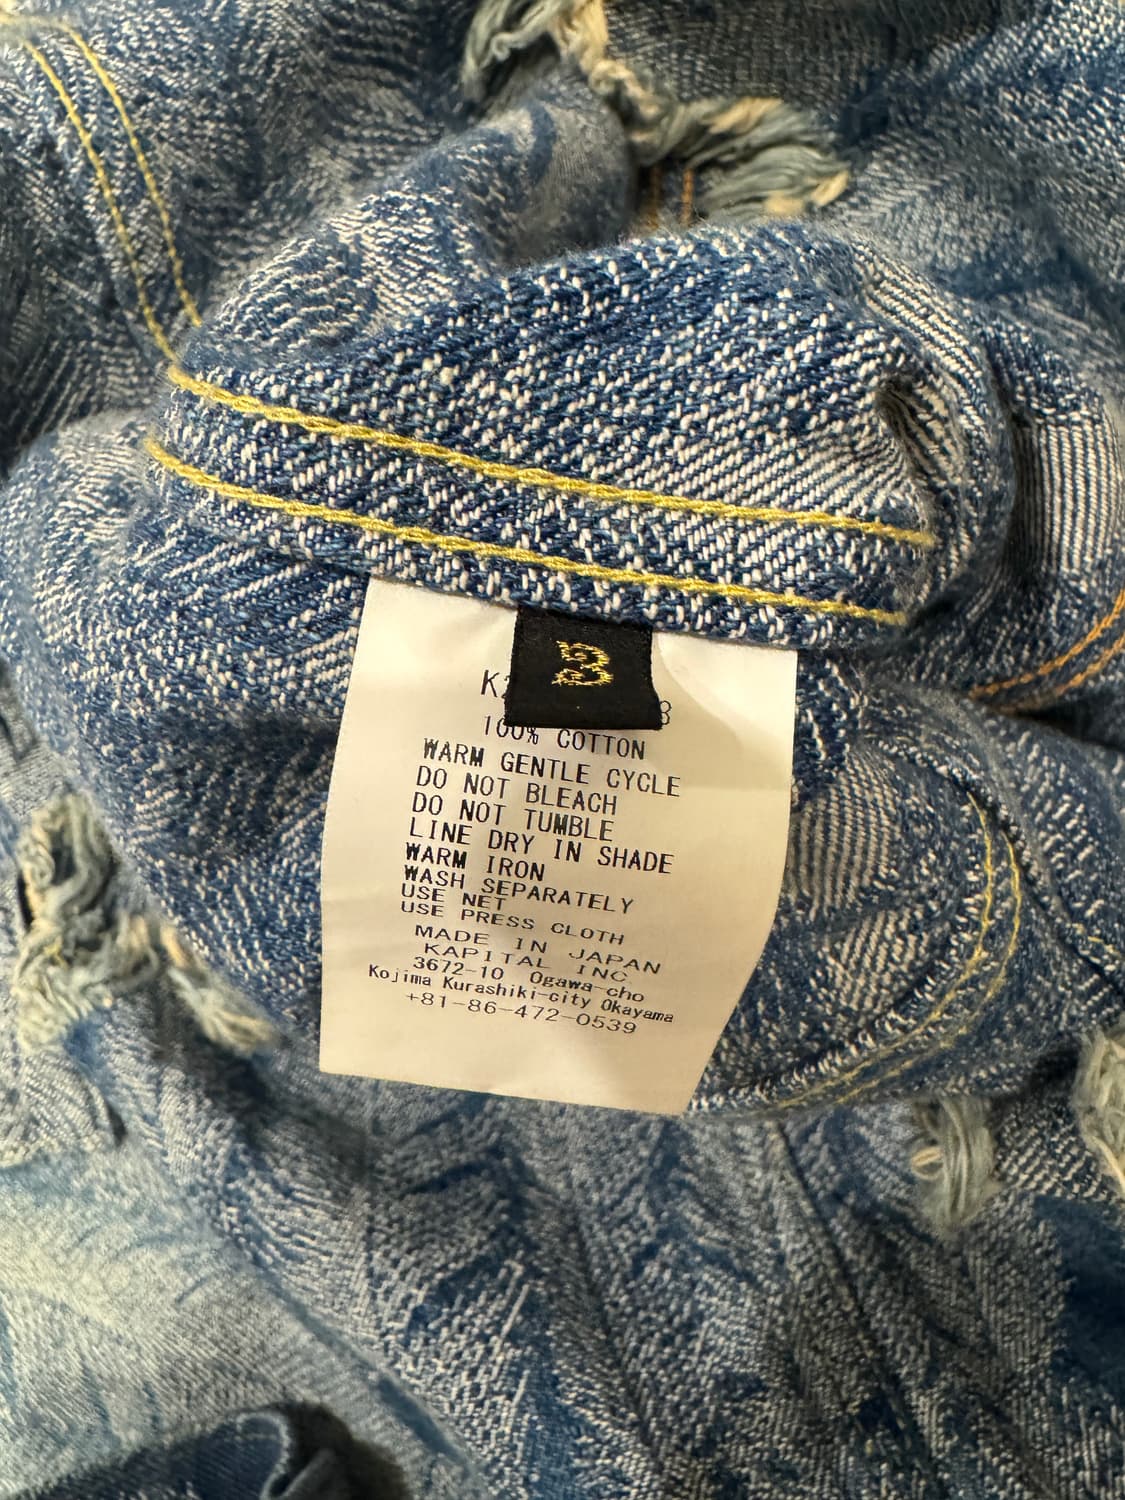 3
100% COTTON
WARM GENTLE CYCLE
DO NOT BLEACH
DO NOT TUMBLE
LINE DRY IN SHADE
WARM IRON
WASH SEPARATELY
USE NET
USE PRESS CLOTH
MADE IN JAPAN
KAPITAL INC.
3672-10 Ogawa-cho
Kojima Kurashiki-city Okayama
+81-86-472-0539